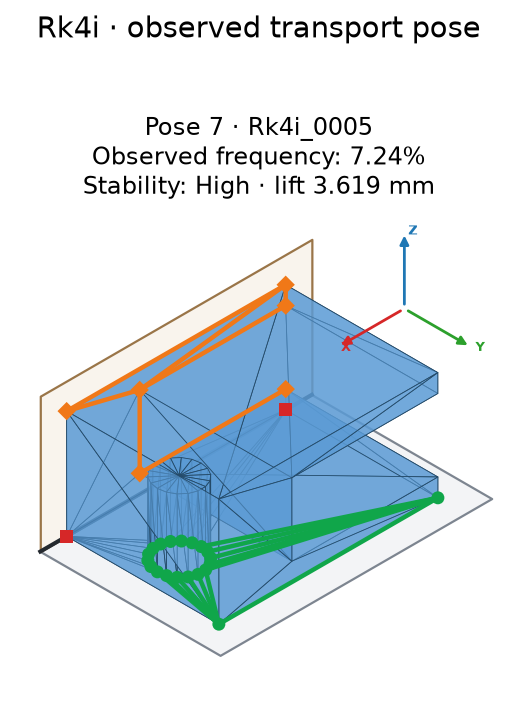 Rk4i · observed transport pose
Pose 7 · Rk4i_0005
Observed frequency: 7.24%
Stability: High · lift 3.619 mm
Z
X
Y